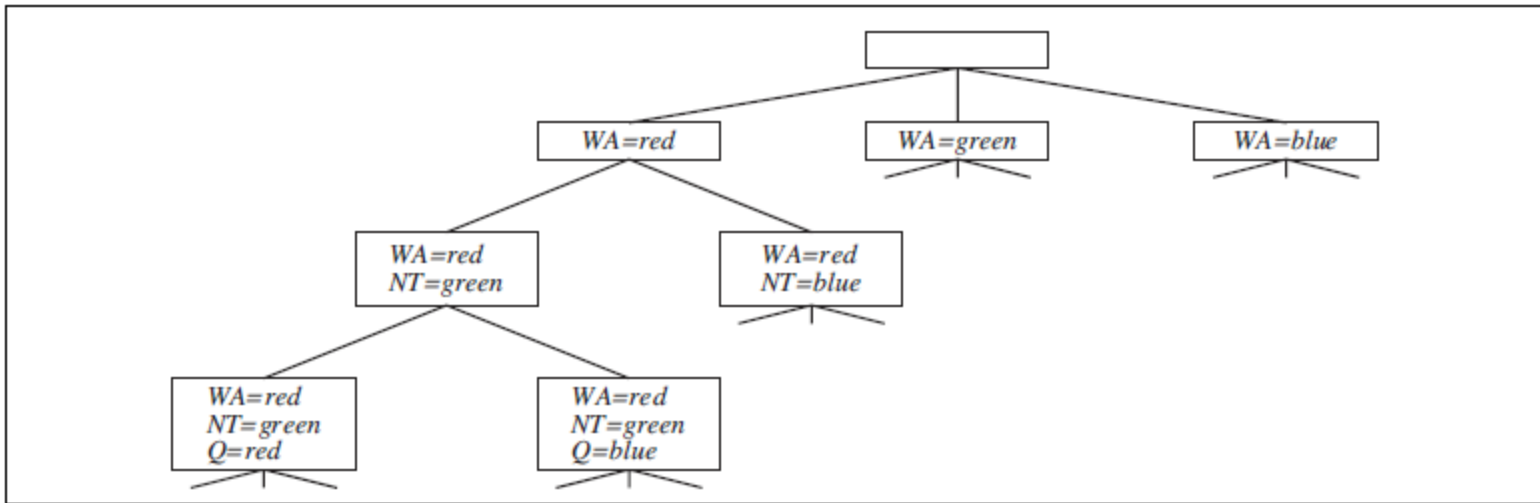 WA=red
WA=green
WA=blue
WA=red
NT=green
WA=red
NT=blue
WA=red
NT=green
Q=red
WA=red
NT=green
Q=blue